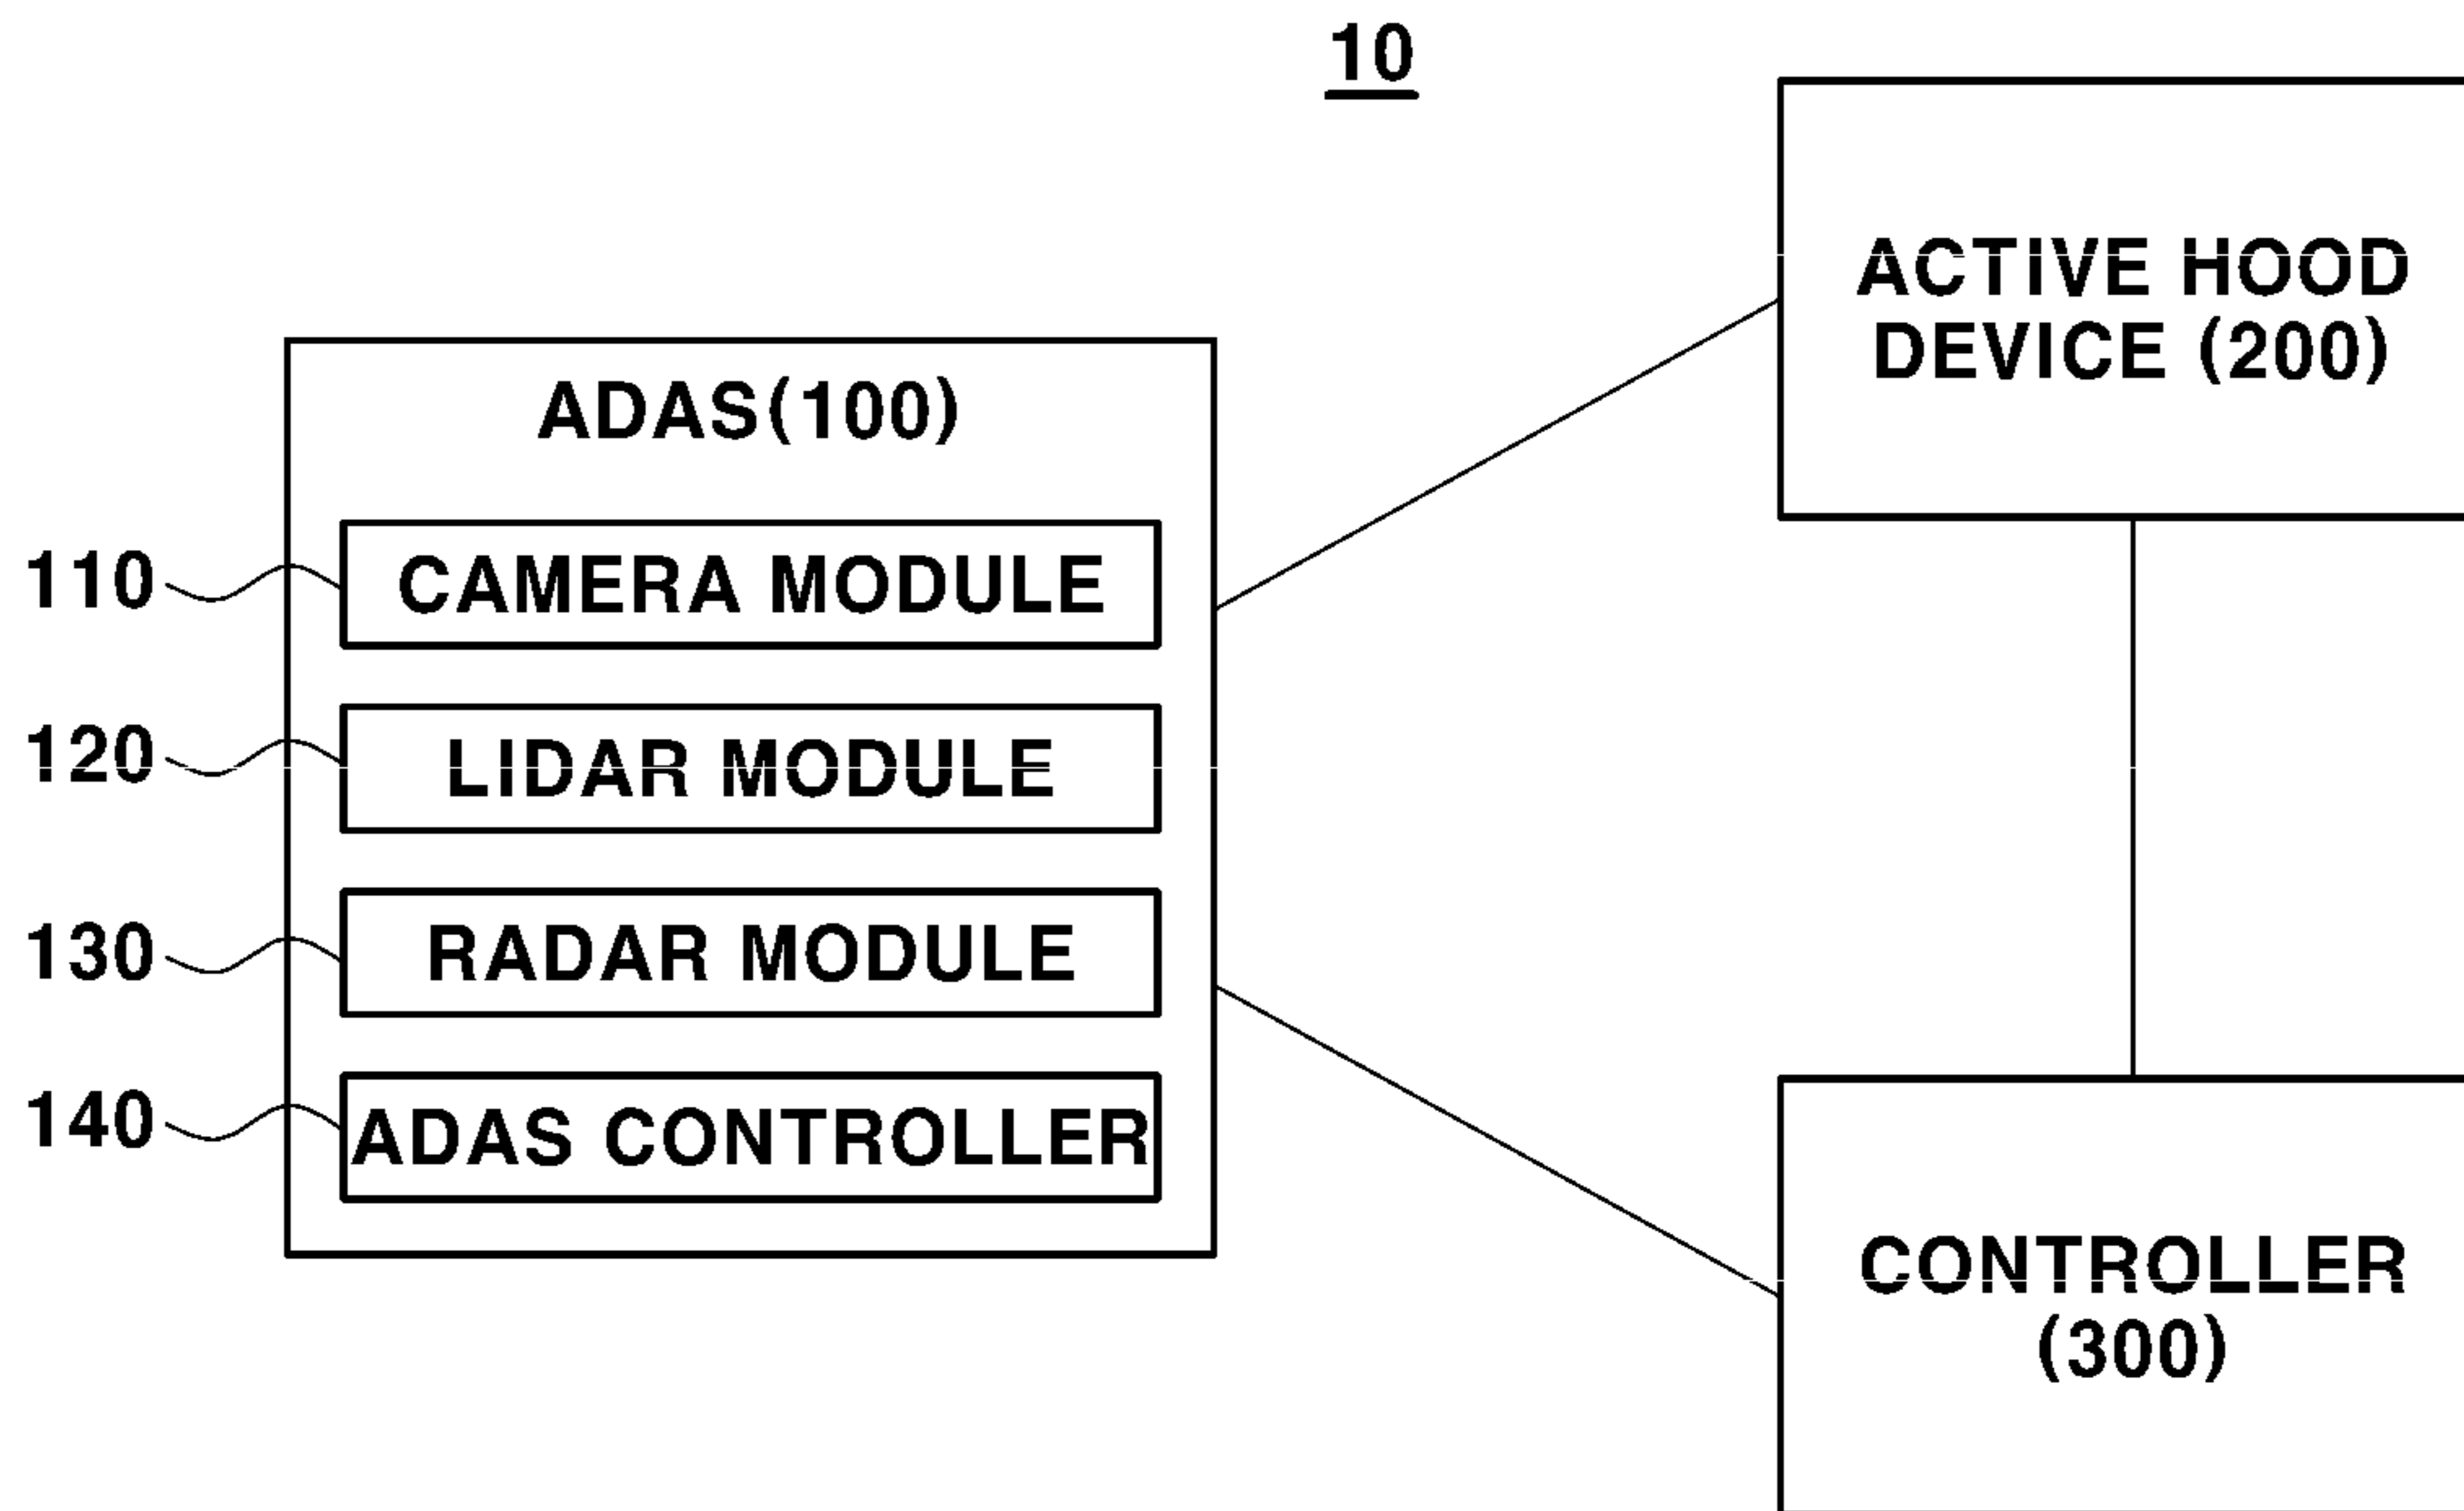 10
ACTIVE HOOD
DEVICE (200)
ADAS(100)
110 CAMERA MODULE
120 LIDAR MODULE
130 RADAR MODULE
140 ADAS CONTROLLER
CONTROLLER
(300)